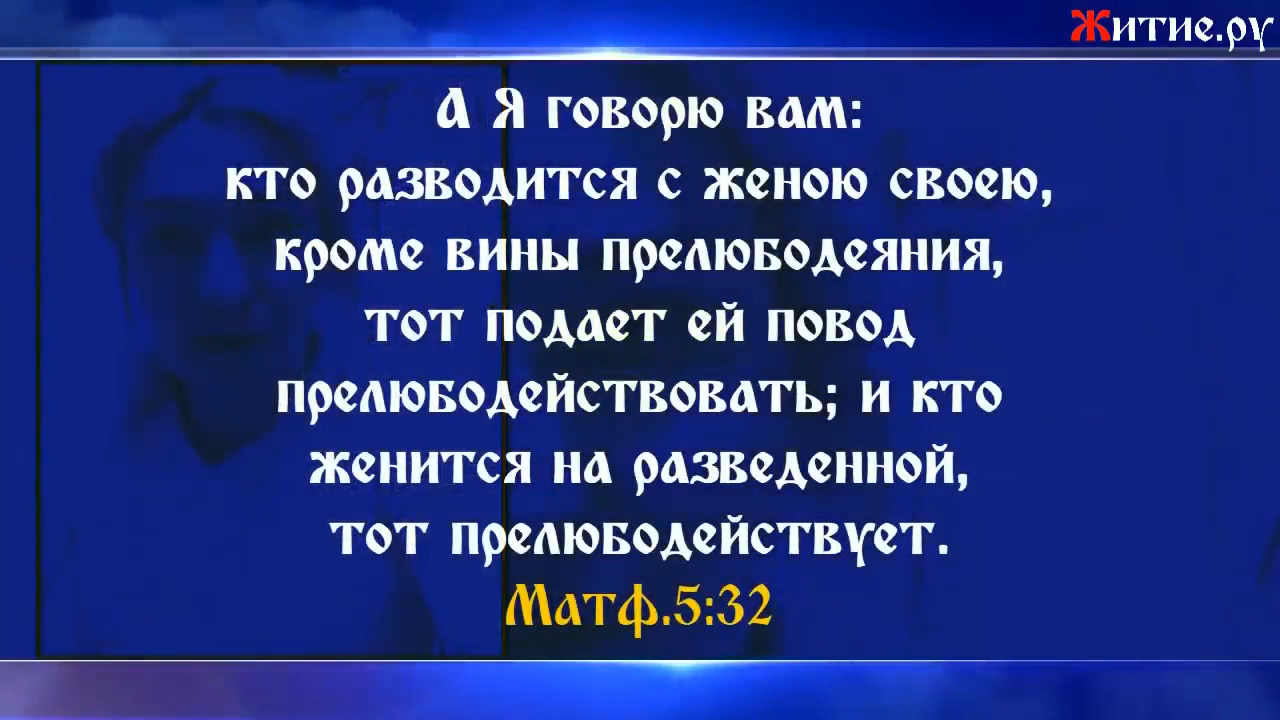 Житие.ру
А Я говорю вам:
кто разводится с женою своею,
кроме вины прелюбодеяния,
тот подает ей повод
прелюбодействовать; и кто
женится на разведенной,
тот прелюбодействует.
Матф.5:32